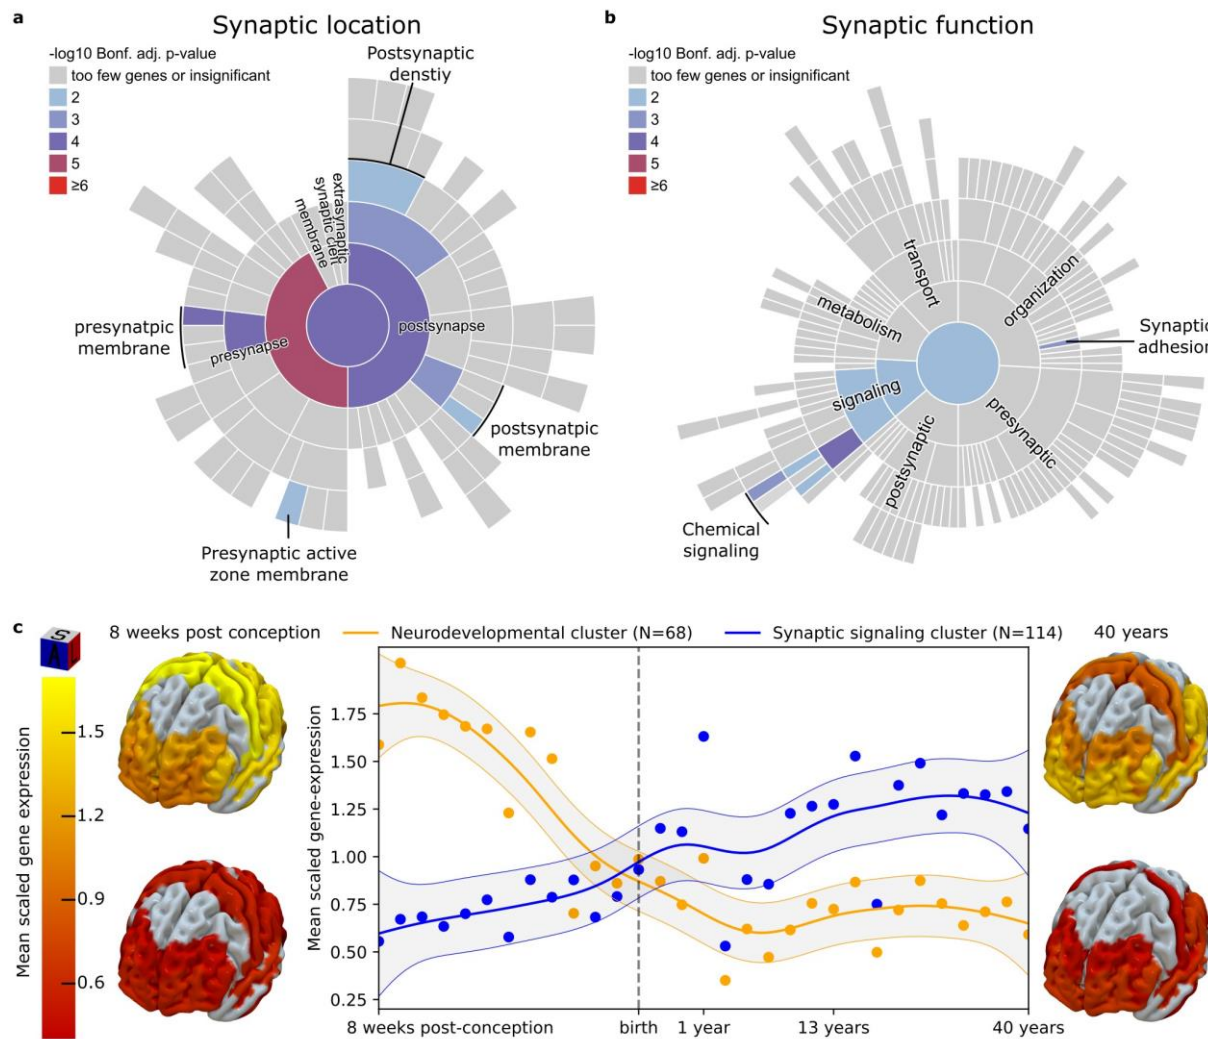 a
Synaptic location
-log10 Bonf. adj. p-value
too few genes or insignificant
2
3
4
5
≥6
Postsynaptic
denstiy
extrasynaptic
synaptic cleft
membrane
postsynapse
presynapse
presynatpic
membrane
postsynatpic
membrane
Presynaptic active
zone membrane
b
Synaptic function
-log10 Bonf. adj. p-value
too few genes or insignificant
2
3
4
5
≥6
transport
organization
metabolism
signaling
postsynaptic
presynaptic
Synaptic
adhesion
Chemical
signaling
c
S
A
8 weeks post conception
Neurodevelopmental cluster (N=68)
Synaptic signaling cluster (N=114)
40 years
Mean scaled gene expression
1.5
1.2
0.9
0.6
Mean scaled gene-expression
1.75
1.50
1.25
1.00
0.75
0.50
0.25
8 weeks post-conception
birth
1 year
13 years
40 years